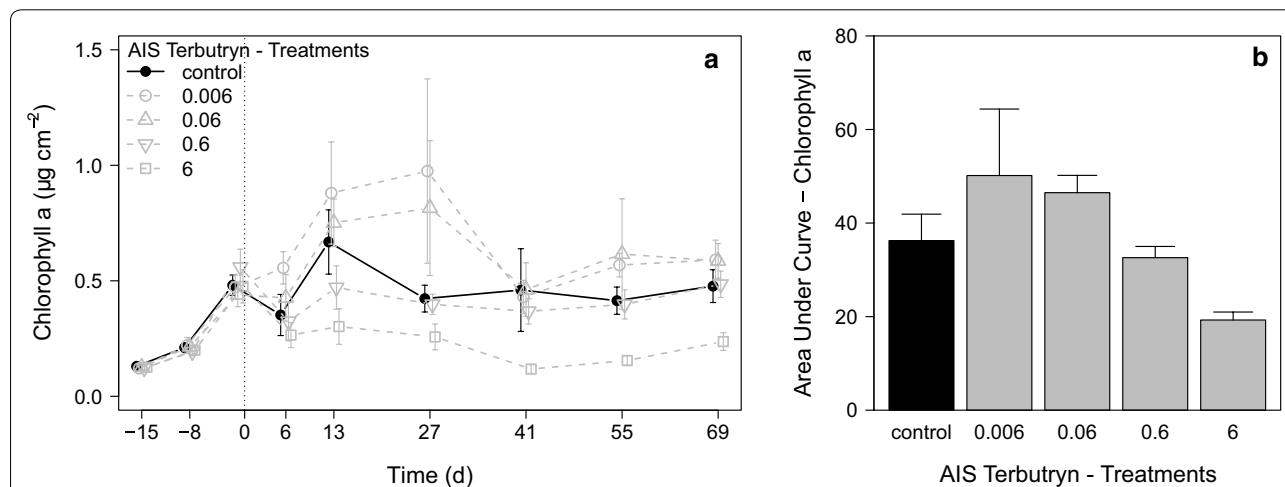 AIS Terbutryn - Treatments
control
0.006
0.06
0.6
6
a
1.5
1.0
0.5
0.0
Chlorophyll a (µg cm−2)
−15 −8 0 6 13 27 41 55 69
Time (d)
b
80
60
40
20
0
Area Under Curve − Chlorophyll a
control 0.006 0.06 0.6 6
AIS Terbutryn - Treatments